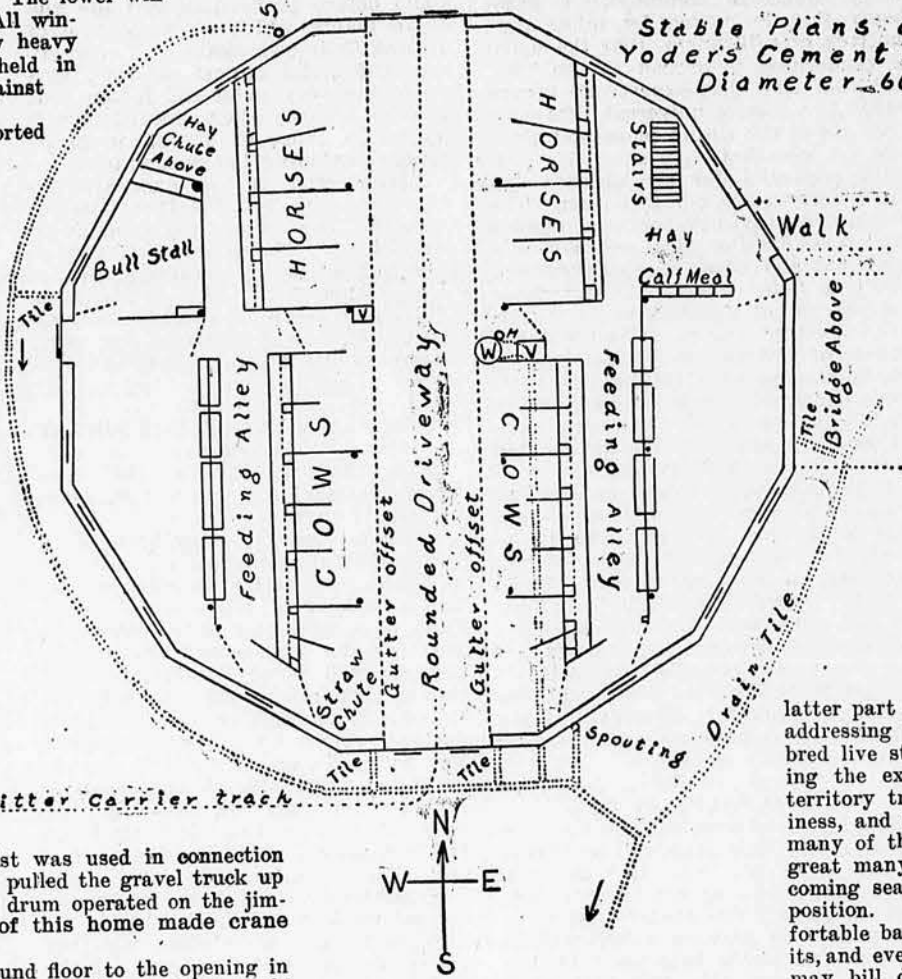 The lower win-
All win-
heavy
held in
ainst
orted
Stable Plans
Yoders Cement
Diameter 60
S
Hay
Chute
Above
Bull Stall
HORSES
HORSES
Stairs
Walk
Hay
Calf Meal
Tile
V
W
H
V
Bridge Above
Tile
Feeding Alley
COWS
Gutter offset
Rounded Driveway
Gutter offset
COWS
Feeding Alley
Straw
Chute
Tile
Tile
Spouting
Drain Tile
itter Carrier track
N
W E
S
st was used in connection
pulled the gravel truck up
drum operated on the jim-
of this home made crane
und floor to the opening in
latter part
addressing
bred live st
ing the ex
territory tr
iness, and
many of th
great many
coming sea
position.
fortable ba
its, and eve
may bill